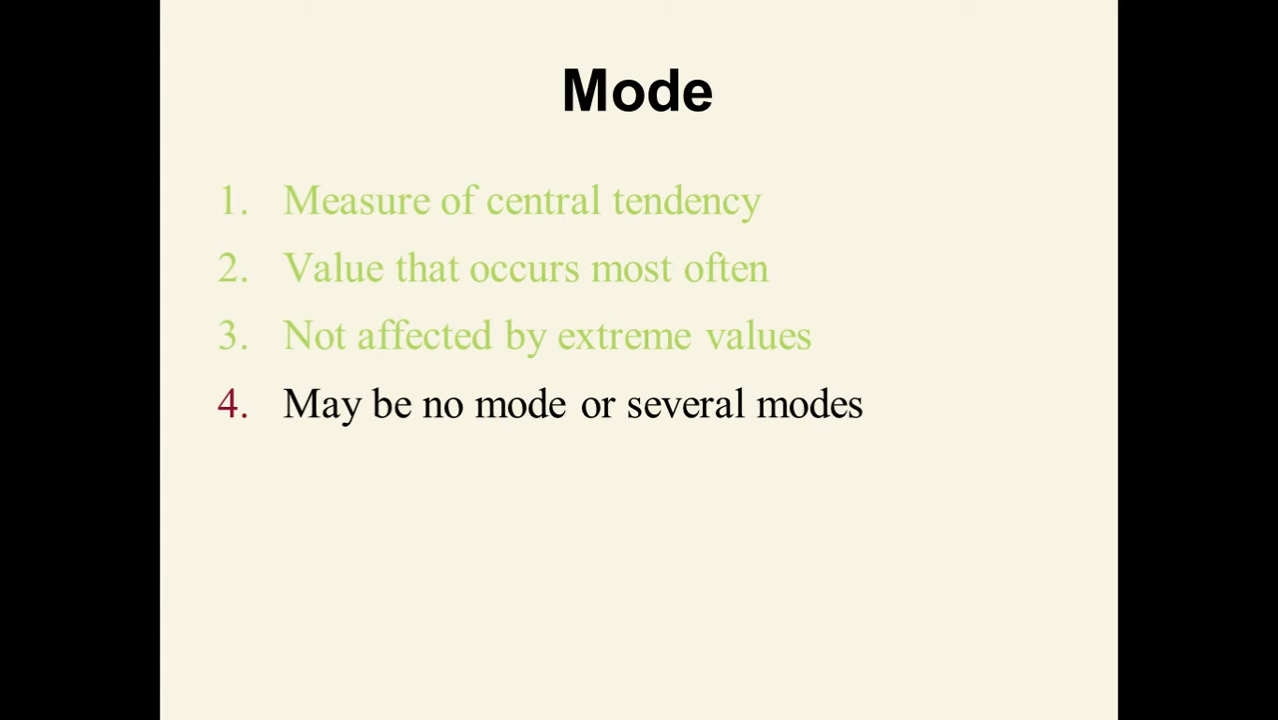 Mode
1. Measure of central tendency
2. Value that occurs most often
3. Not affected by extreme values
4. May be no mode or several modes